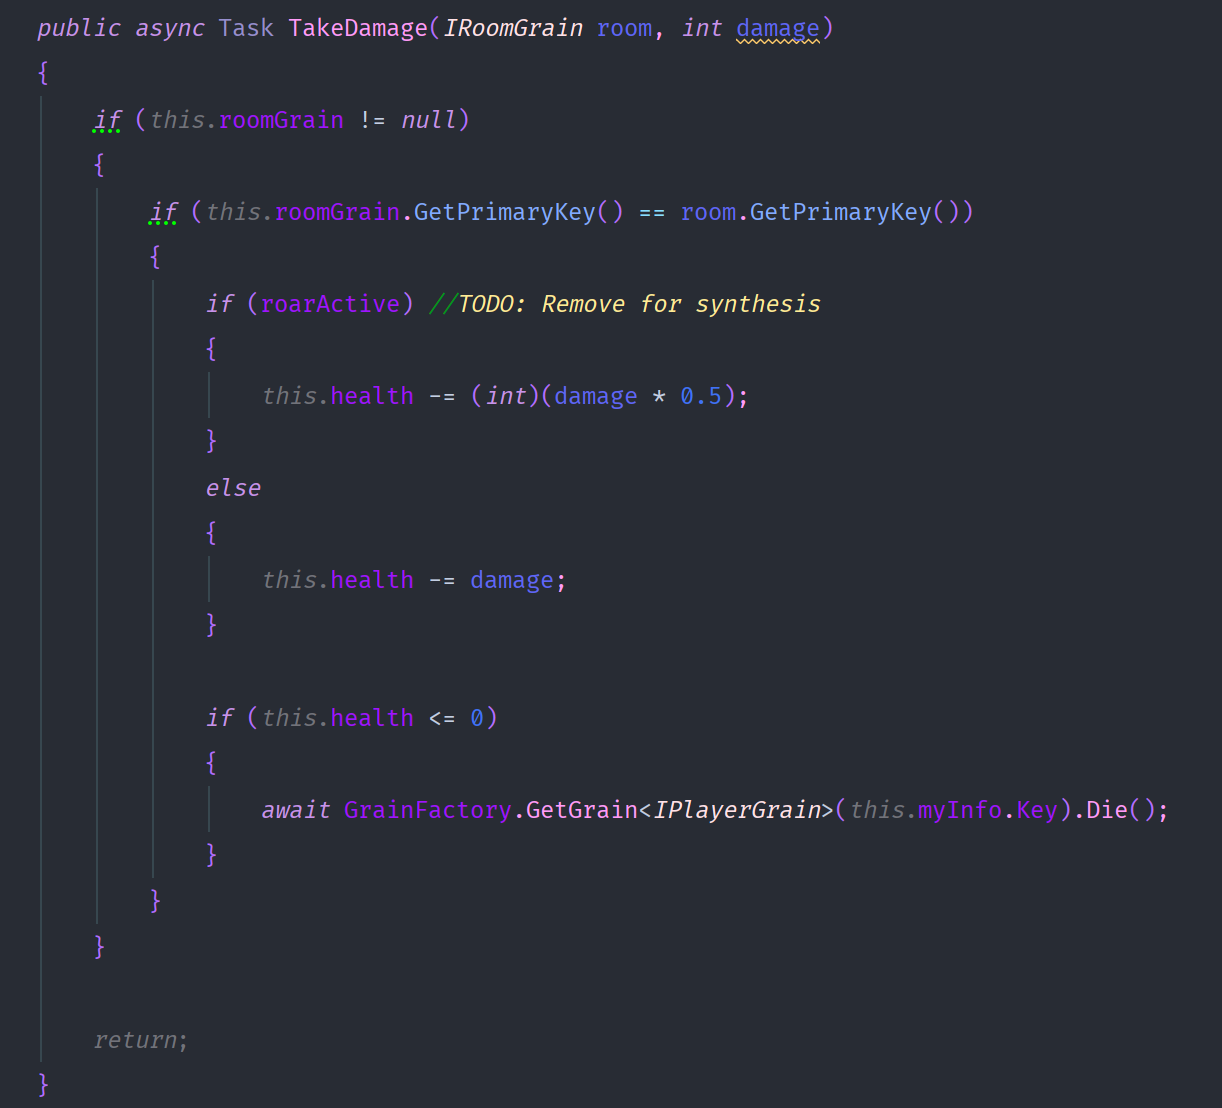 public async Task TakeDamage(IRoomGrain room, int damage)
{
    if (this.roomGrain != null)
    {
        if (this.roomGrain.GetPrimaryKey() == room.GetPrimaryKey())
        {
            if (roarActive) //TODO: Remove for synthesis
            {
                this.health -= (int)(damage * 0.5);
            }
            else
            {
                this.health -= damage;
            }

            if (this.health <= 0)
            {
                await GrainFactory.GetGrain<IPlayerGrain>(this.myInfo.Key).Die();
            }
        }
    }

    return;
}